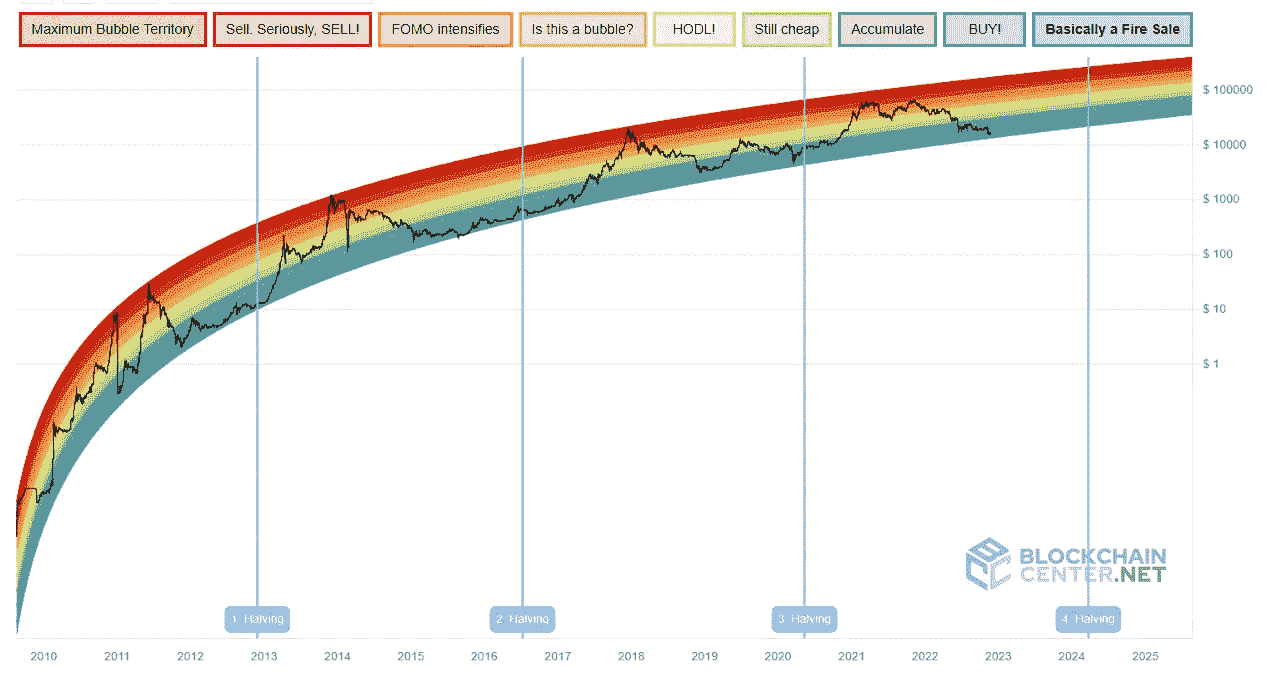 Maximum Bubble Territory
Sell. Seriously, SELL!
FOMO intensifies
Is this a bubble?
HODL!
Still cheap
Accumulate
BUY!
Basically a Fire Sale
$ 100000
$ 10000
$ 1000
$ 100
$ 10
$ 1
BLOCKCHAIN
CENTER.NET
1. Halving
2. Halving
3. Halving
4. Halving
2010 2011 2012 2013 2014 2015 2016 2017 2018 2019 2020 2021 2022 2023 2024 2025